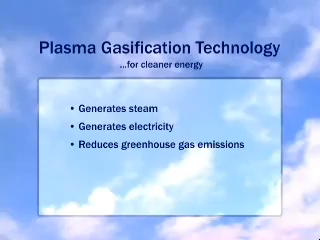 Plasma Gasification Technology
...for cleaner energy
• Generates steam
• Generates electricity
• Reduces greenhouse gas emissions